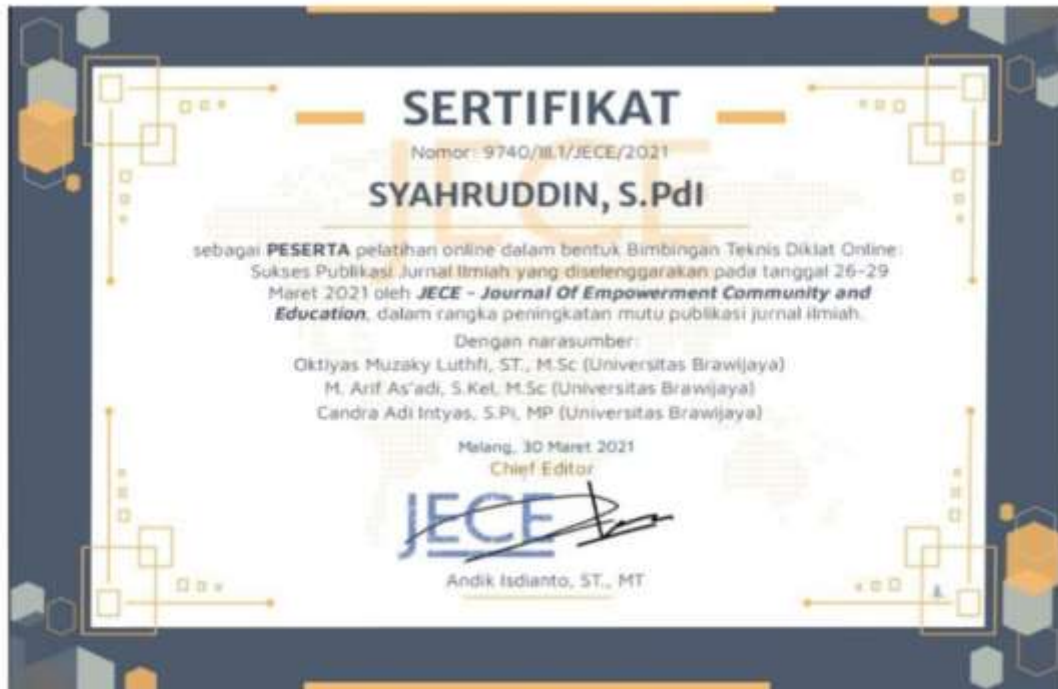 SERTIFIKAT
Nomor: 9740/III.1/JECE/2021
SYAHRUDDIN, S.PdI
sebagai PESERTA pelatihan online dalam bentuk Bimbingan Teknis Diklat Online:
Sukses Publikasi Jurnal Ilmiah yang diselenggarakan pada tanggal 26-29
Maret 2021 oleh JECE - Journal Of Empowerment Community and
Education, dalam rangka peningkatan mutu publikasi jurnal ilmiah.
Dengan narasumber:
Oktiyas Muzaky Luthfi, ST., M.Sc (Universitas Brawijaya)
M. Arif As'adi, S.Kel, M.Sc (Universitas Brawijaya)
Candra Adi Intyas, S.Pi, MP (Universitas Brawijaya)
Malang, 30 Maret 2021
Chief Editor
JECE
Andik Isdianto, ST., MT